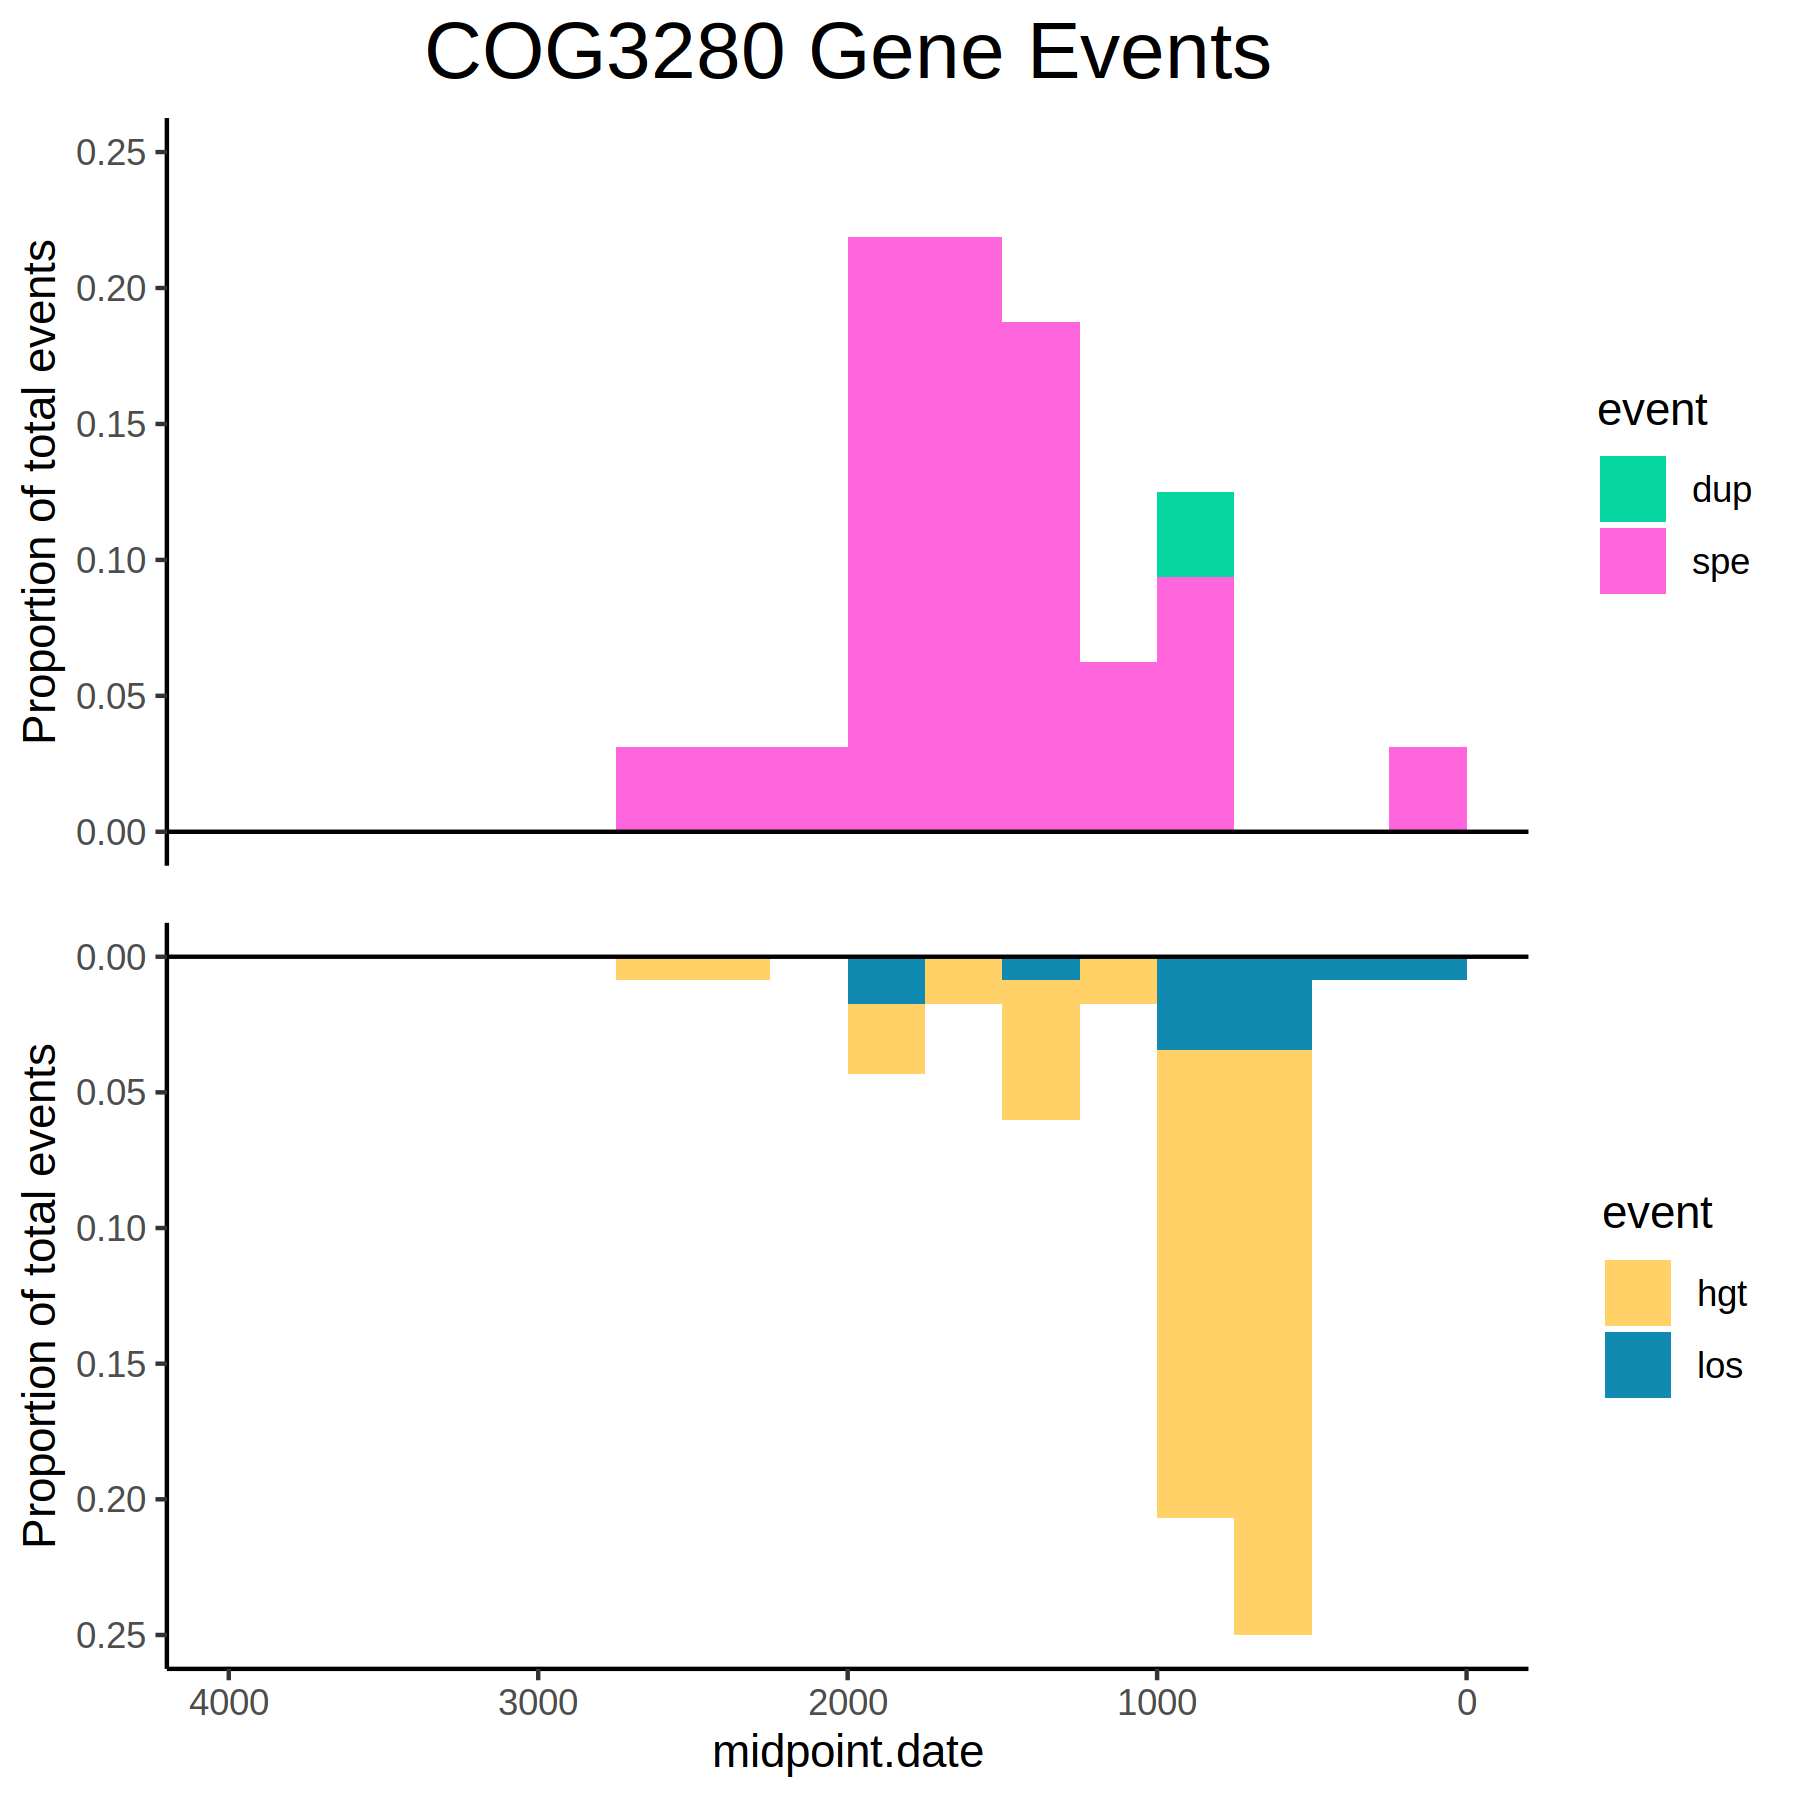 COG3280 Gene Events
Proportion of total events
0.25
0.20
0.15
0.10
0.05
0.00
event
dup
spe
Proportion of total events
0.00
0.05
0.10
0.15
0.20
0.25
event
hgt
los
4000 3000 2000 1000 0
midpoint.date